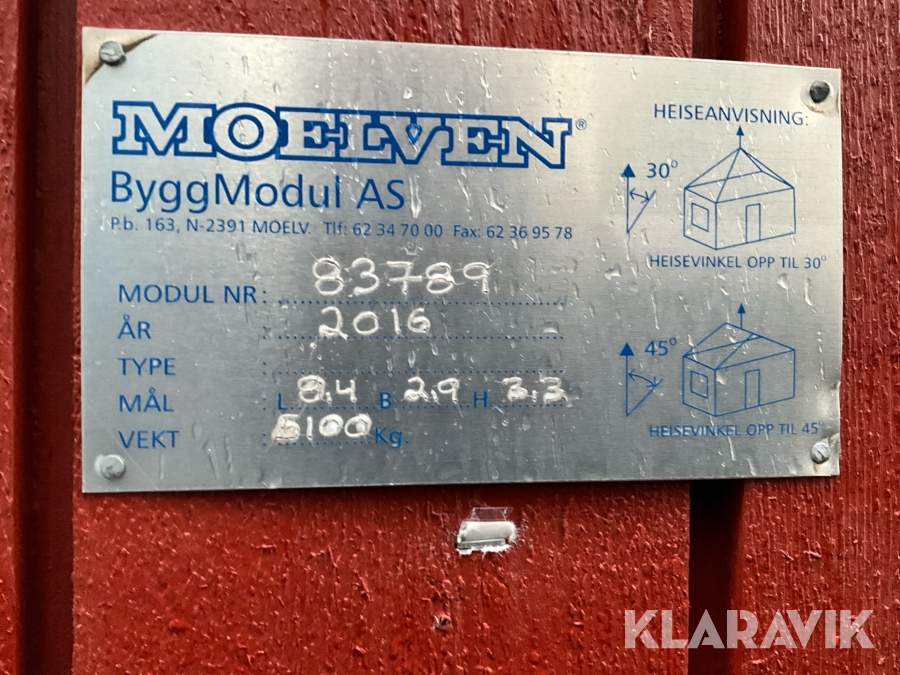 MOELVEN®
ByggModul AS
P.b. 163, N-2391 MOELV. Tlf: 62 34 70 00 Fax: 62 36 95 78
MODUL NR: 83789
ÅR : 2016
TYPE :
MÅL : L 8,4 B 2,9 H 3,3
VEKT : 5100 Kg.
HEISEANVISNING:
30°
HEISEVINKEL OPP TIL 30°
45°
HEISEVINKEL OPP TIL 45°
KLARAVIK